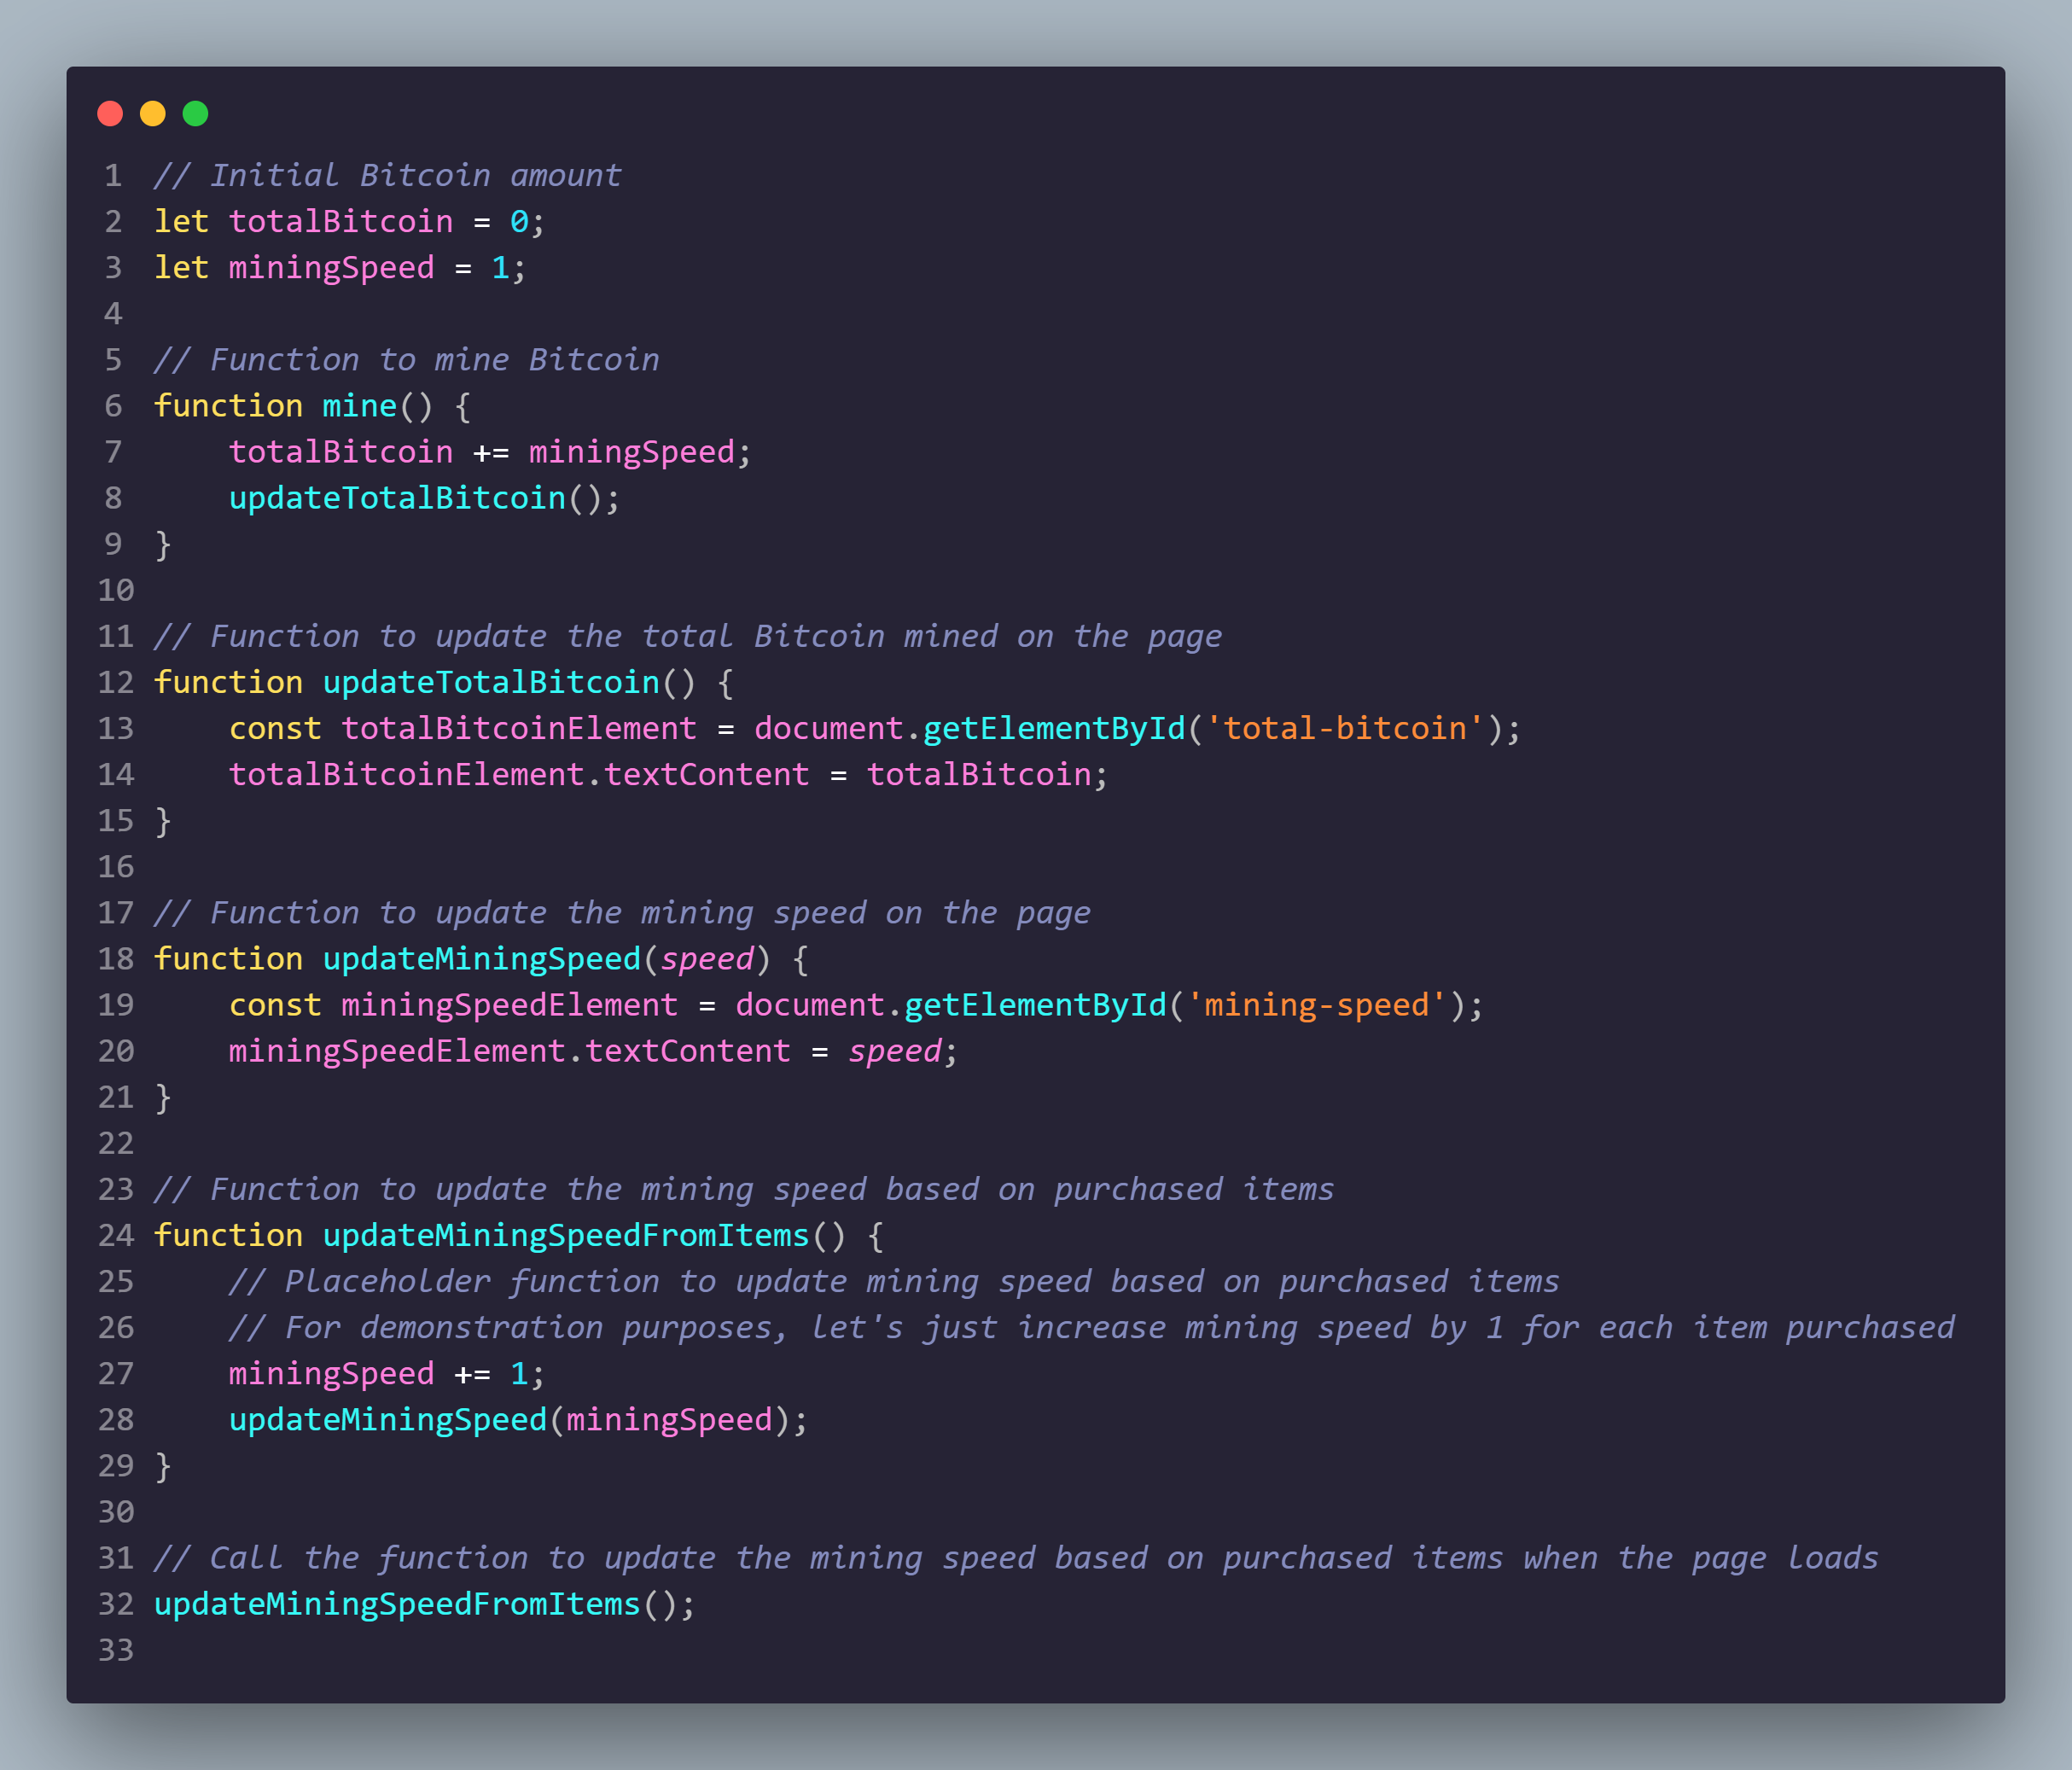 1 // Initial Bitcoin amount
2 let totalBitcoin = 0;
3 let miningSpeed = 1;
4
5 // Function to mine Bitcoin
6 function mine() {
7     totalBitcoin += miningSpeed;
8     updateTotalBitcoin();
9 }
10
11 // Function to update the total Bitcoin mined on the page
12 function updateTotalBitcoin() {
13     const totalBitcoinElement = document.getElementById('total-bitcoin');
14     totalBitcoinElement.textContent = totalBitcoin;
15 }
16
17 // Function to update the mining speed on the page
18 function updateMiningSpeed(speed) {
19     const miningSpeedElement = document.getElementById('mining-speed');
20     miningSpeedElement.textContent = speed;
21 }
22
23 // Function to update the mining speed based on purchased items
24 function updateMiningSpeedFromItems() {
25     // Placeholder function to update mining speed based on purchased items
26     // For demonstration purposes, let's just increase mining speed by 1 for each item purchased
27     miningSpeed += 1;
28     updateMiningSpeed(miningSpeed);
29 }
30
31 // Call the function to update the mining speed based on purchased items when the page loads
32 updateMiningSpeedFromItems();
33